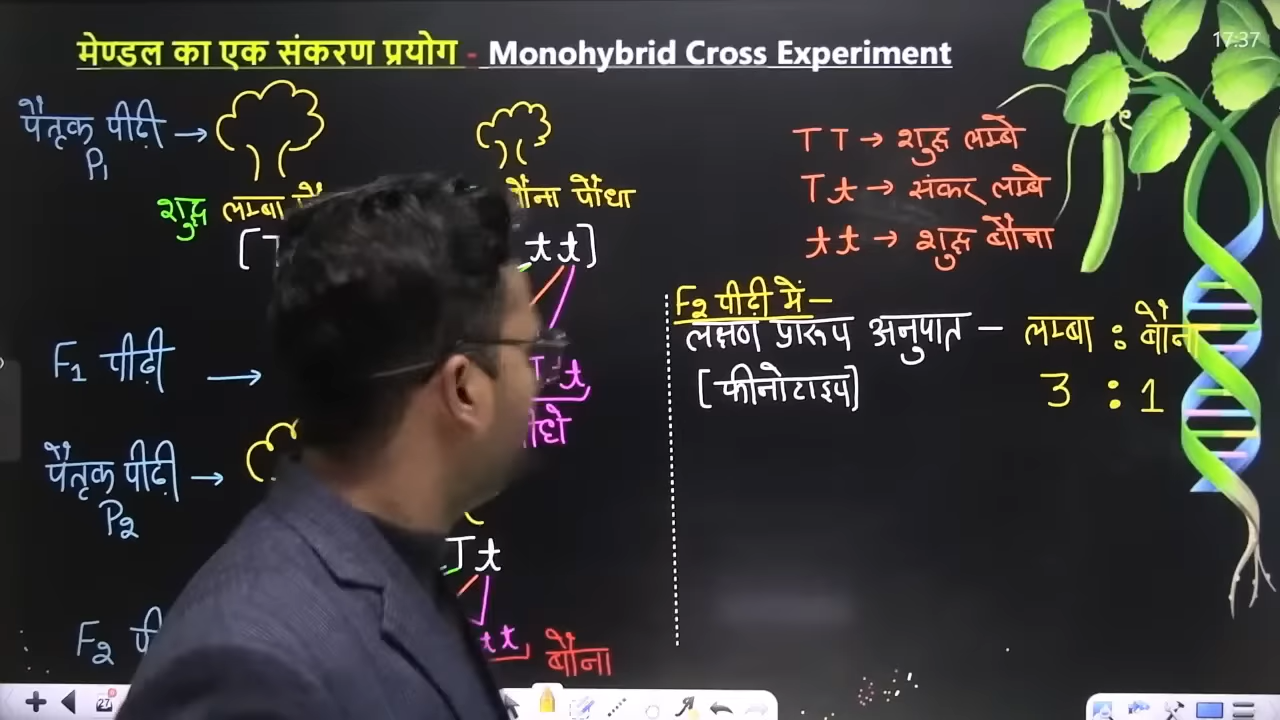 मेण्डल का एक संकरण प्रयोग - Monohybrid Cross Experiment
17:37
पैतृक पीढ़ी →
P1
शुद्ध लम्बा
बौना पौधा
[T
tt]
F1 पीढ़ी →
t
पैतृक पीढ़ी →
P2
T t
F2
tt बौना
TT → शुद्ध लम्बे
Tt → संकर लम्बे
tt → शुद्ध बौना
F2 पीढ़ी में –
लक्षण प्रारूप अनुपात – लम्बा : बौना
[फीनोटाइप] 3 : 1
27